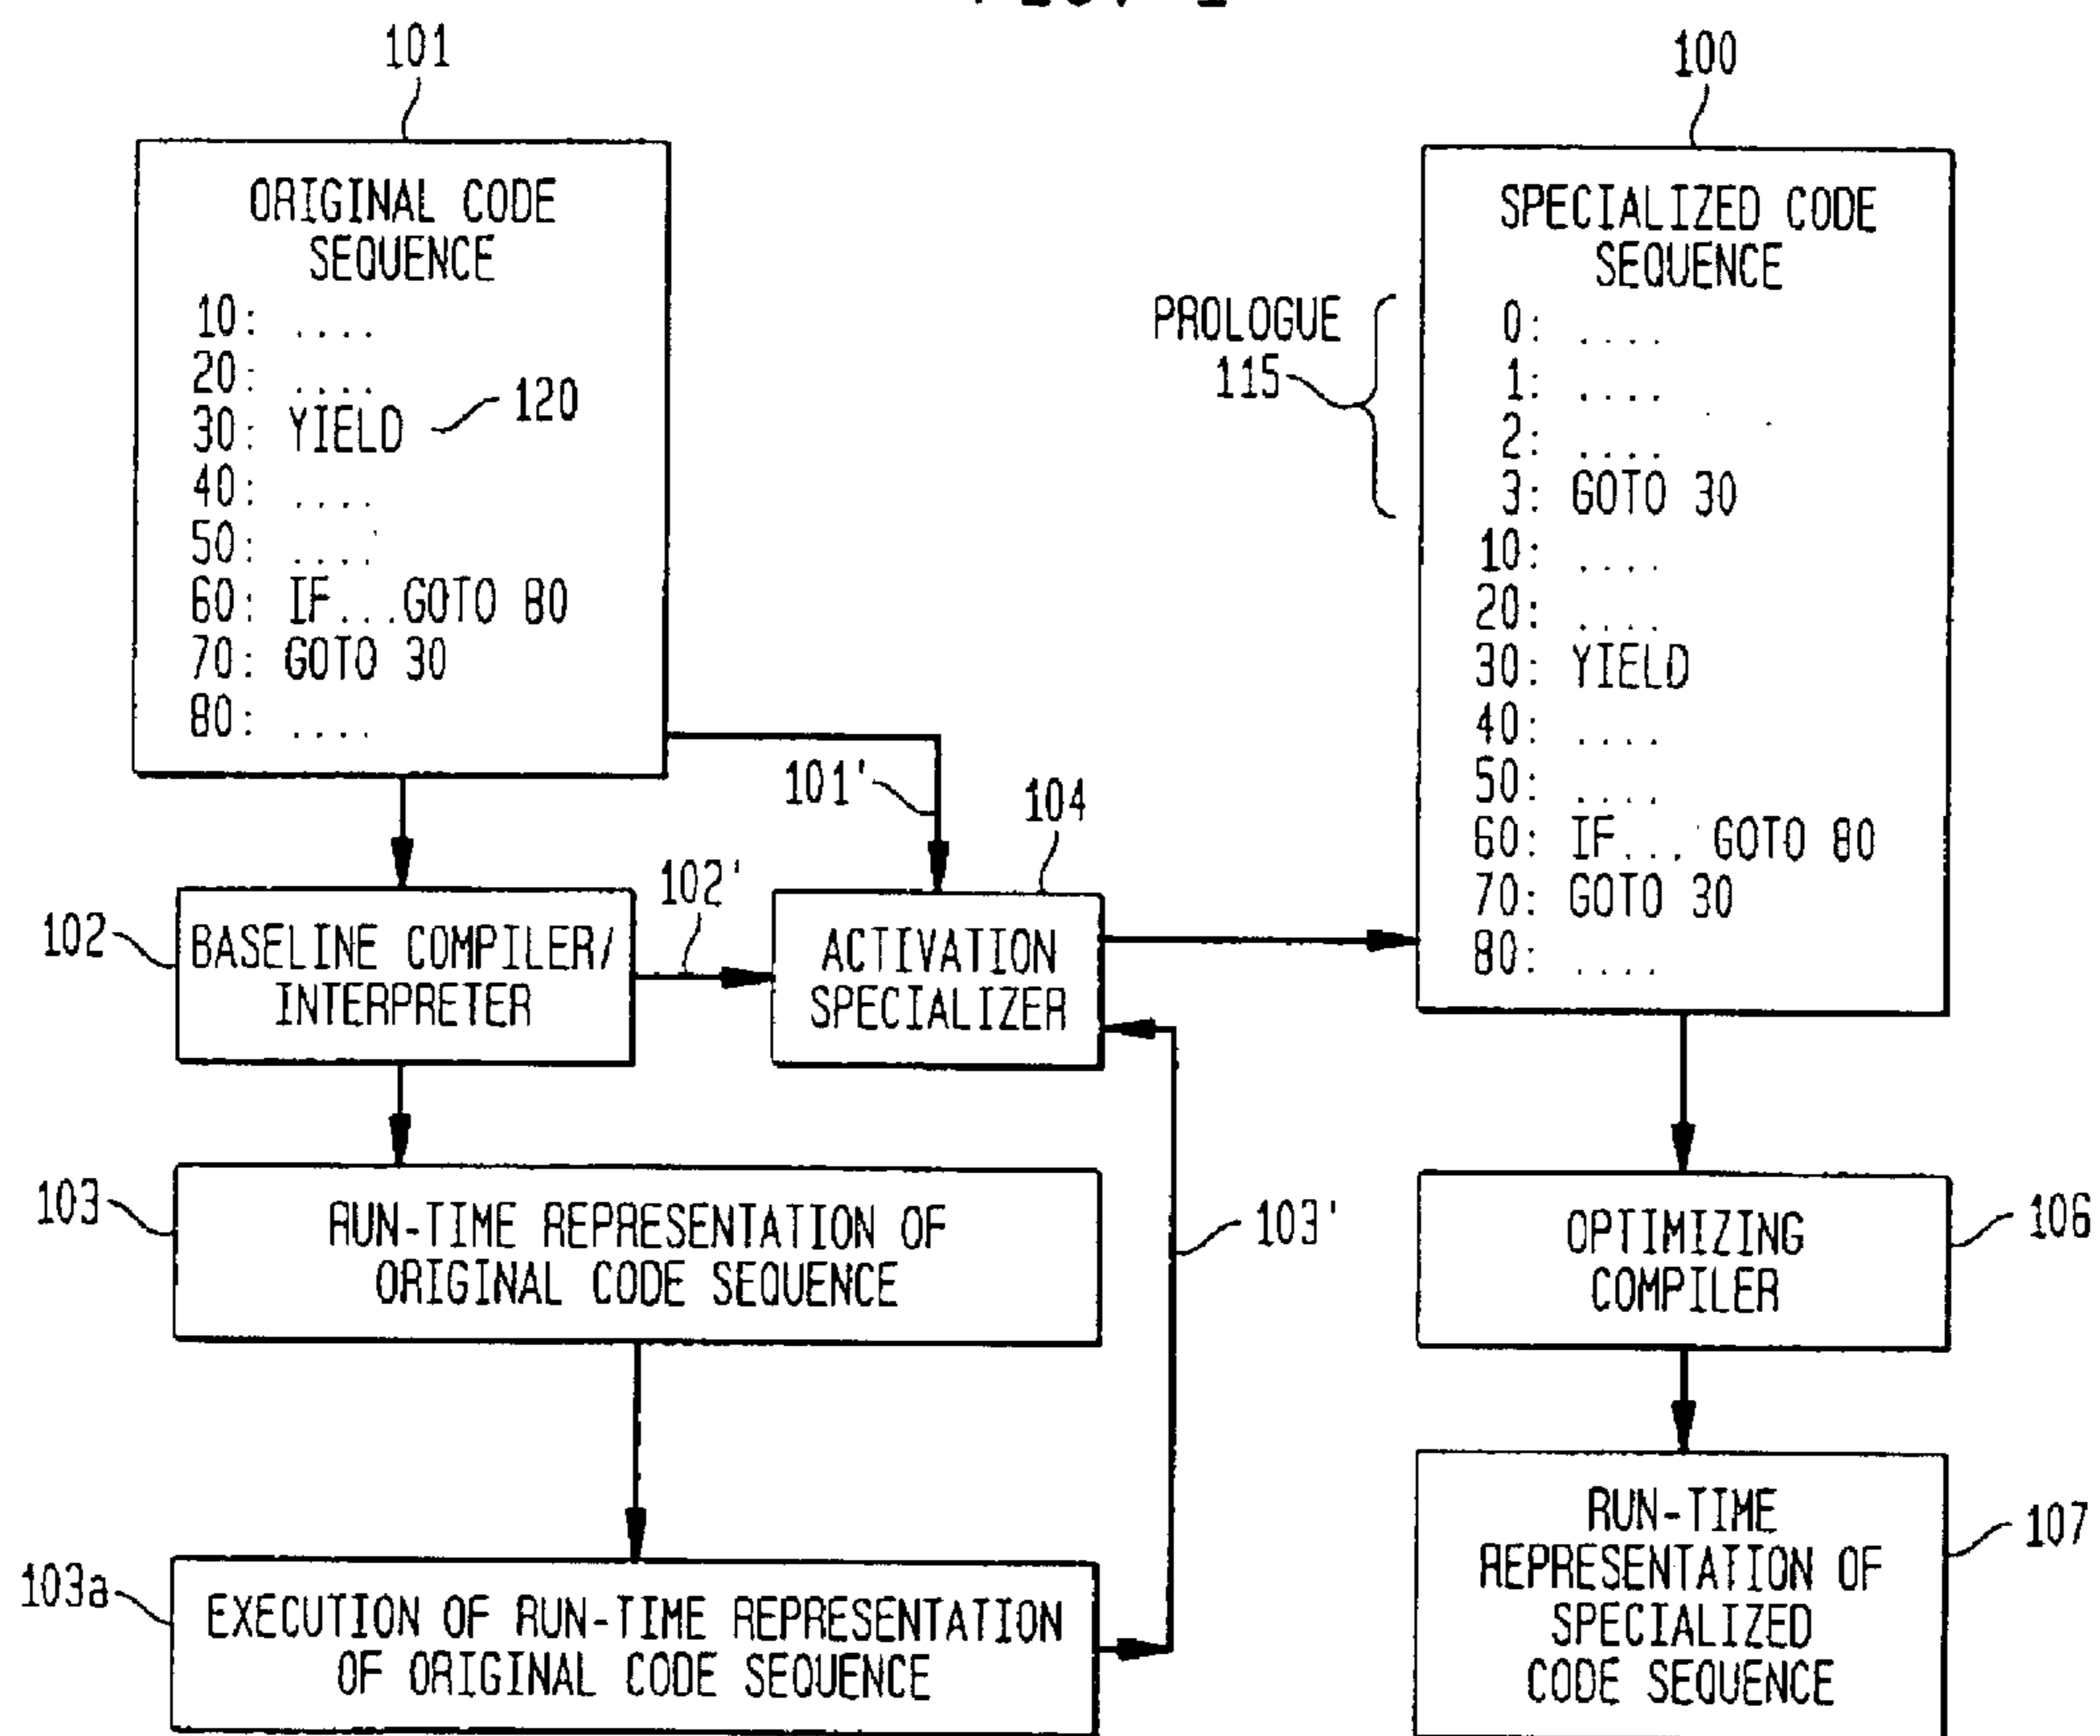 101
ORIGINAL CODE
SEQUENCE
10: ....
20: ....
30: YIELD
120
40: ....
50: ....
60: IF...GOTO 80
70: GOTO 30
80: ....
100
SPECIALIZED CODE
SEQUENCE
PROLOGUE
115
0: ....
1: ....
2: ....
3: GOTO 30
10: ....
20: ....
30: YIELD
40: ....
50: ....
60: IF... GOTO 80
70: GOTO 30
80: ....
101'
104
102
BASELINE COMPILER/
INTERPRETER
102'
ACTIVATION
SPECIALIZER
103
RUN-TIME REPRESENTATION OF
ORIGINAL CODE SEQUENCE
103'
OPTIMIZING
COMPILER
106
103a
EXECUTION OF RUN-TIME REPRESENTATION
OF ORIGINAL CODE SEQUENCE
RUN-TIME
REPRESENTATION OF
SPECIALIZED
CODE SEQUENCE
107